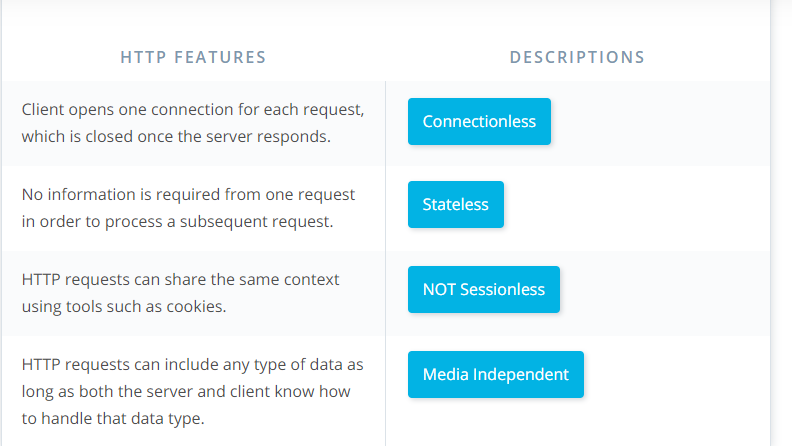 HTTP FEATURES
DESCRIPTIONS
Client opens one connection for each request,
which is closed once the server responds.
Connectionless
No information is required from one request
in order to process a subsequent request.
Stateless
HTTP requests can share the same context
using tools such as cookies.
NOT Sessionless
HTTP requests can include any type of data as
long as both the server and client know how
to handle that data type.
Media Independent